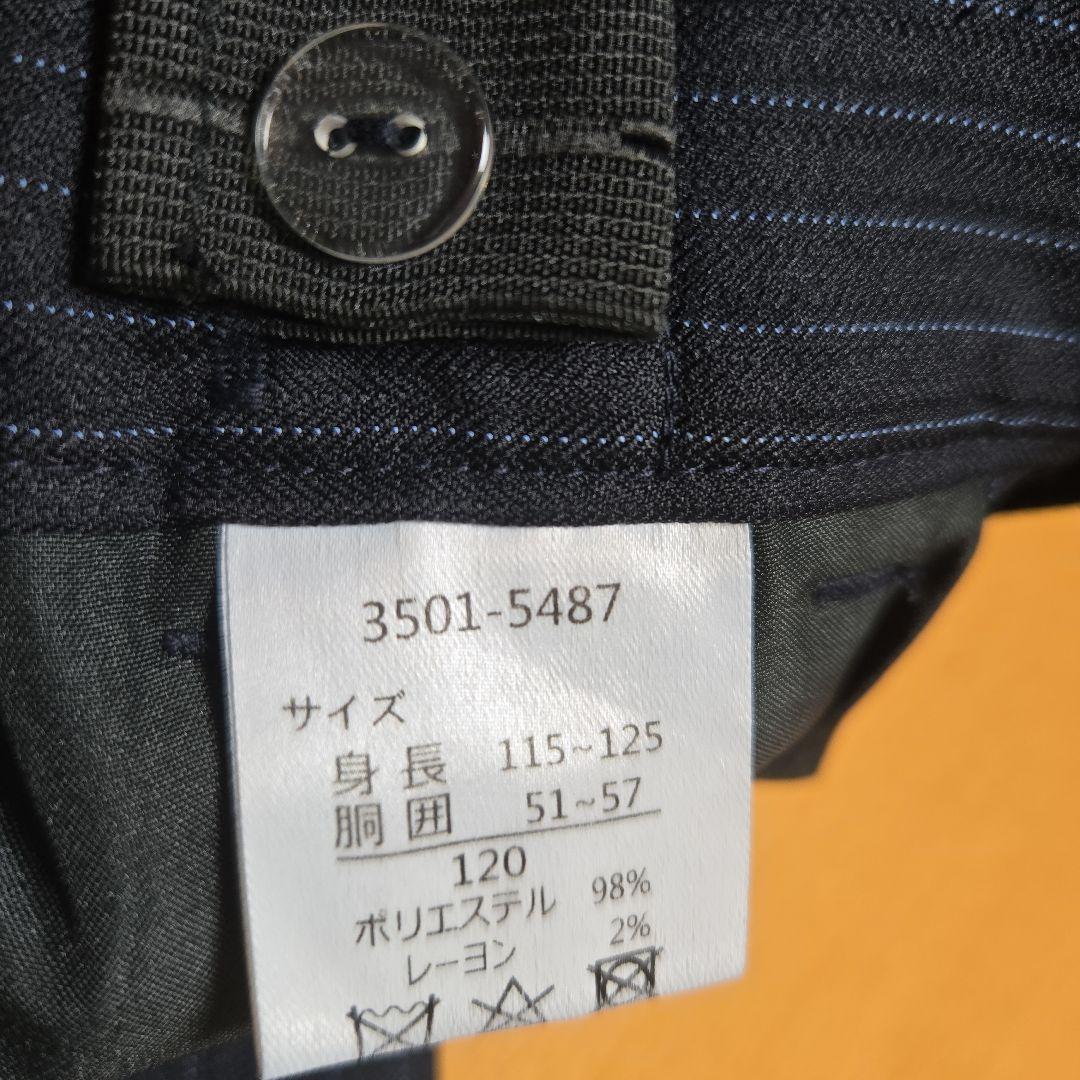 3501-5487
サイズ
身長 115~125
胴囲 51~57
120
ポリエステル 98%
レーヨン 2%